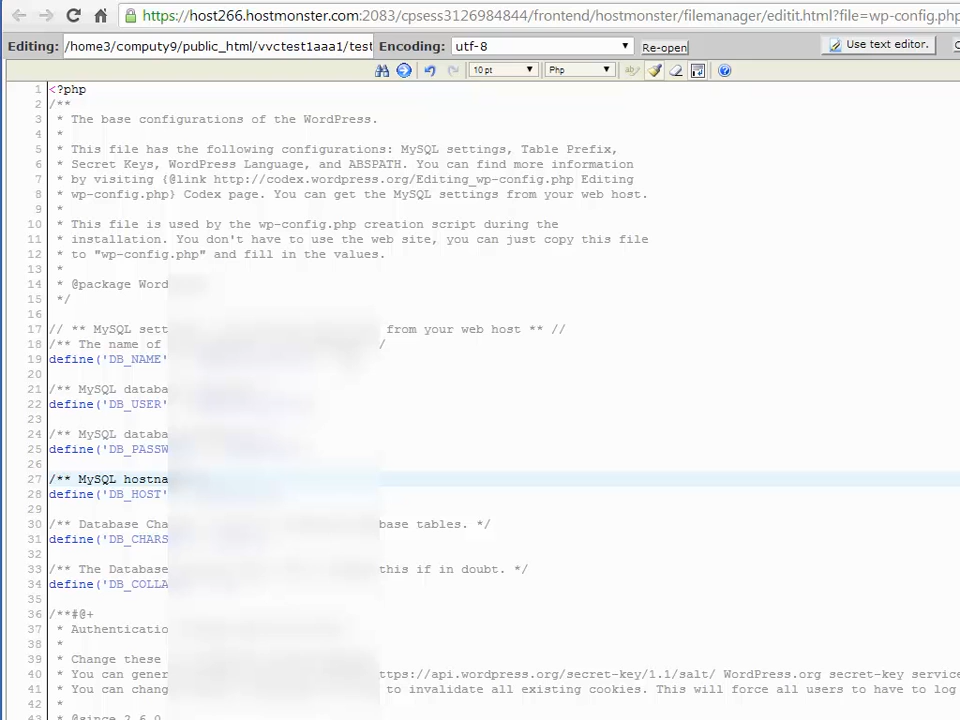 https://host266.hostmonster.com:2083/cpsess3126984844/frontend/hostmonster/filemanager/editit.html?file=wp-config.php
Editing: /home3/computy9/public_html/vvctest1aaa1/test Encoding: utf-8 Re-open Use text editor. C
10 pt Php
1 <?php
2 /**
3 * The base configurations of the WordPress.
4 *
5 * This file has the following configurations: MySQL settings, Table Prefix,
6 * Secret Keys, WordPress Language, and ABSPATH. You can find more information
7 * by visiting {@link http://codex.wordpress.org/Editing_wp-config.php Editing
8 * wp-config.php} Codex page. You can get the MySQL settings from your web host.
9 *
10 * This file is used by the wp-config.php creation script during the
11 * installation. You don't have to use the web site, you can just copy this file
12 * to "wp-config.php" and fill in the values.
13 *
14 * @package Word
15 */
16
17 // ** MySQL sett from your web host ** //
18 /** The name of /
19 define('DB_NAME'
20
21 /** MySQL databa
22 define('DB_USER'
23
24 /** MySQL databa
25 define('DB_PASSW
26
27 /** MySQL hostna
28 define('DB_HOST'
29
30 /** Database Cha base tables. */
31 define('DB_CHARS
32
33 /** The Database this if in doubt. */
34 define('DB_COLLA
35
36 /**#@+
37 * Authenticatio
38 *
39 * Change these
40 * You can gener ttps://api.wordpress.org/secret-key/1.1/salt/ WordPress.org secret-key service
41 * You can chang to invalidate all existing cookies. This will force all users to have to log
42 *
43 * @since 2.6.0